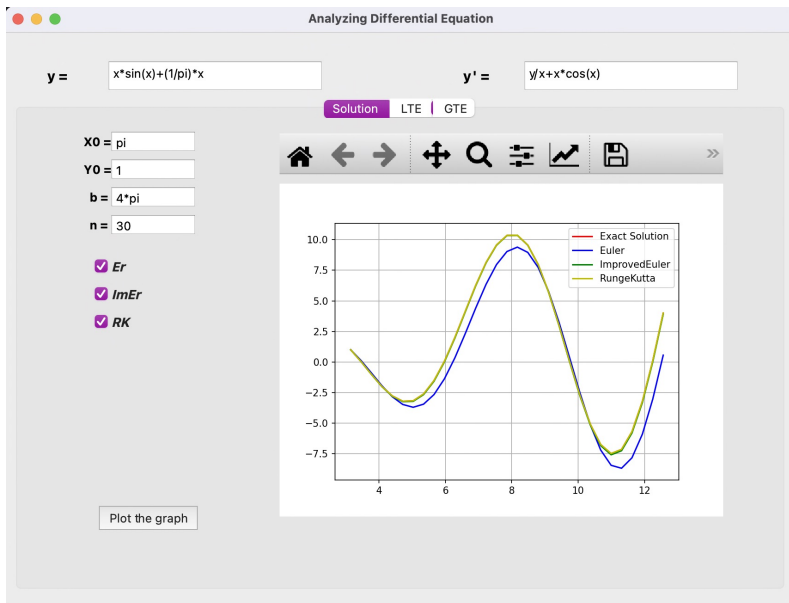 Analyzing Differential Equation
y = x*sin(x)+(1/pi)*x y' = y/x+x*cos(x)
Solution LTE GTE
X0 = pi
Y0 = 1
b = 4*pi
n = 30
Er
ImEr
RK
Plot the graph
»
Exact Solution
Euler
ImprovedEuler
RungeKutta
10.0
7.5
5.0
2.5
0.0
−2.5
−5.0
−7.5
4 6 8 10 12